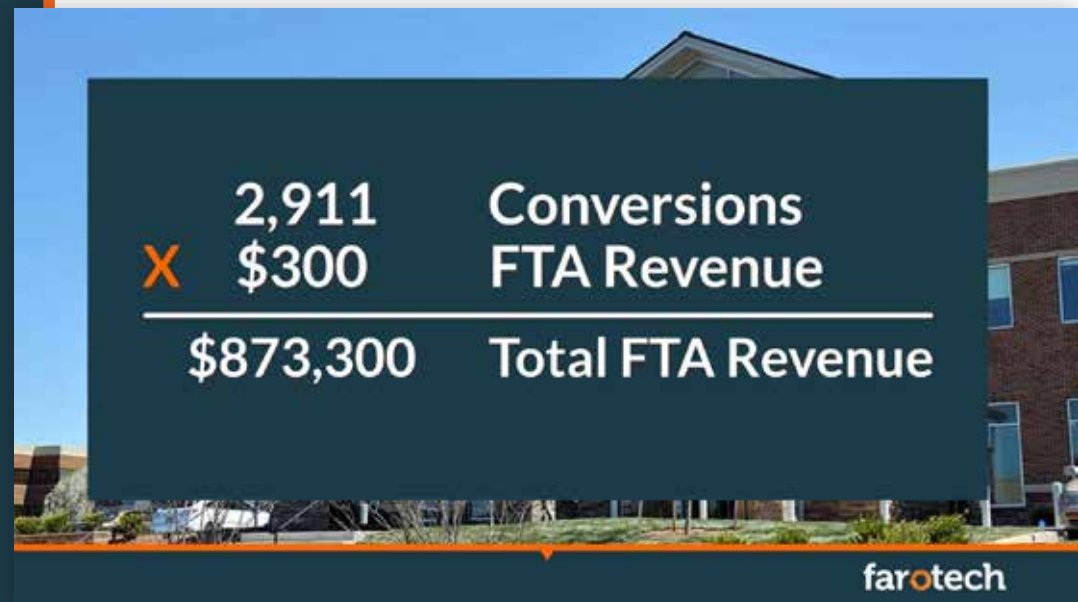 2,911 Conversions
X $300 FTA Revenue
$873,300 Total FTA Revenue
farotech